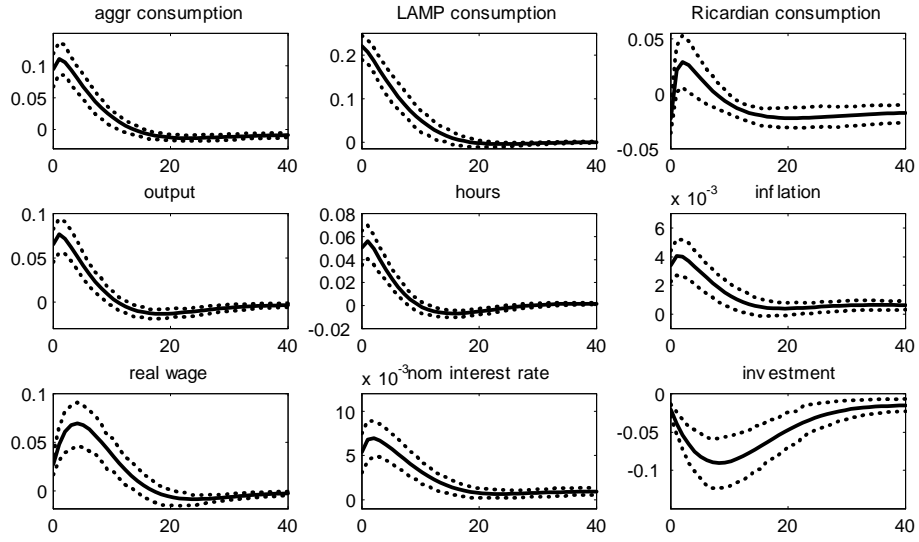 aggr consumption
LAMP consumption
Ricardian consumption
0.1
0.05
0
0 20 40
0.2
0.1
0
0 20 40
0.05
0
-0.05
0 20 40
output
hours
inflation
0.1
0.05
0
0 20 40
0.08
0.06
0.04
0.02
0
-0.02
0 20 40
x 10-3
6
4
2
0
0 20 40
real wage
nom interest rate
investment
0.1
0.05
0
0 20 40
x 10-3
10
5
0
0 20 40
0
-0.05
-0.1
0 20 40